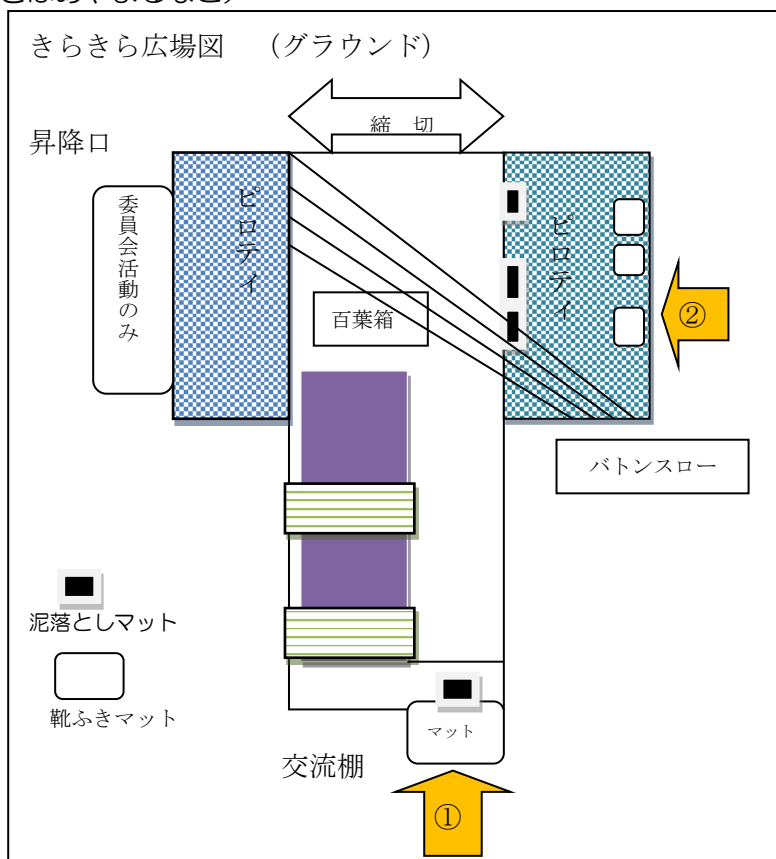 きらきら広場図　（グラウンド）
締　切
昇降口
委員会活動のみ
ピロティ
ピロティ
百葉箱
②
バトンスロー
泥落としマット
靴ふきマット
マット
交流棚
①